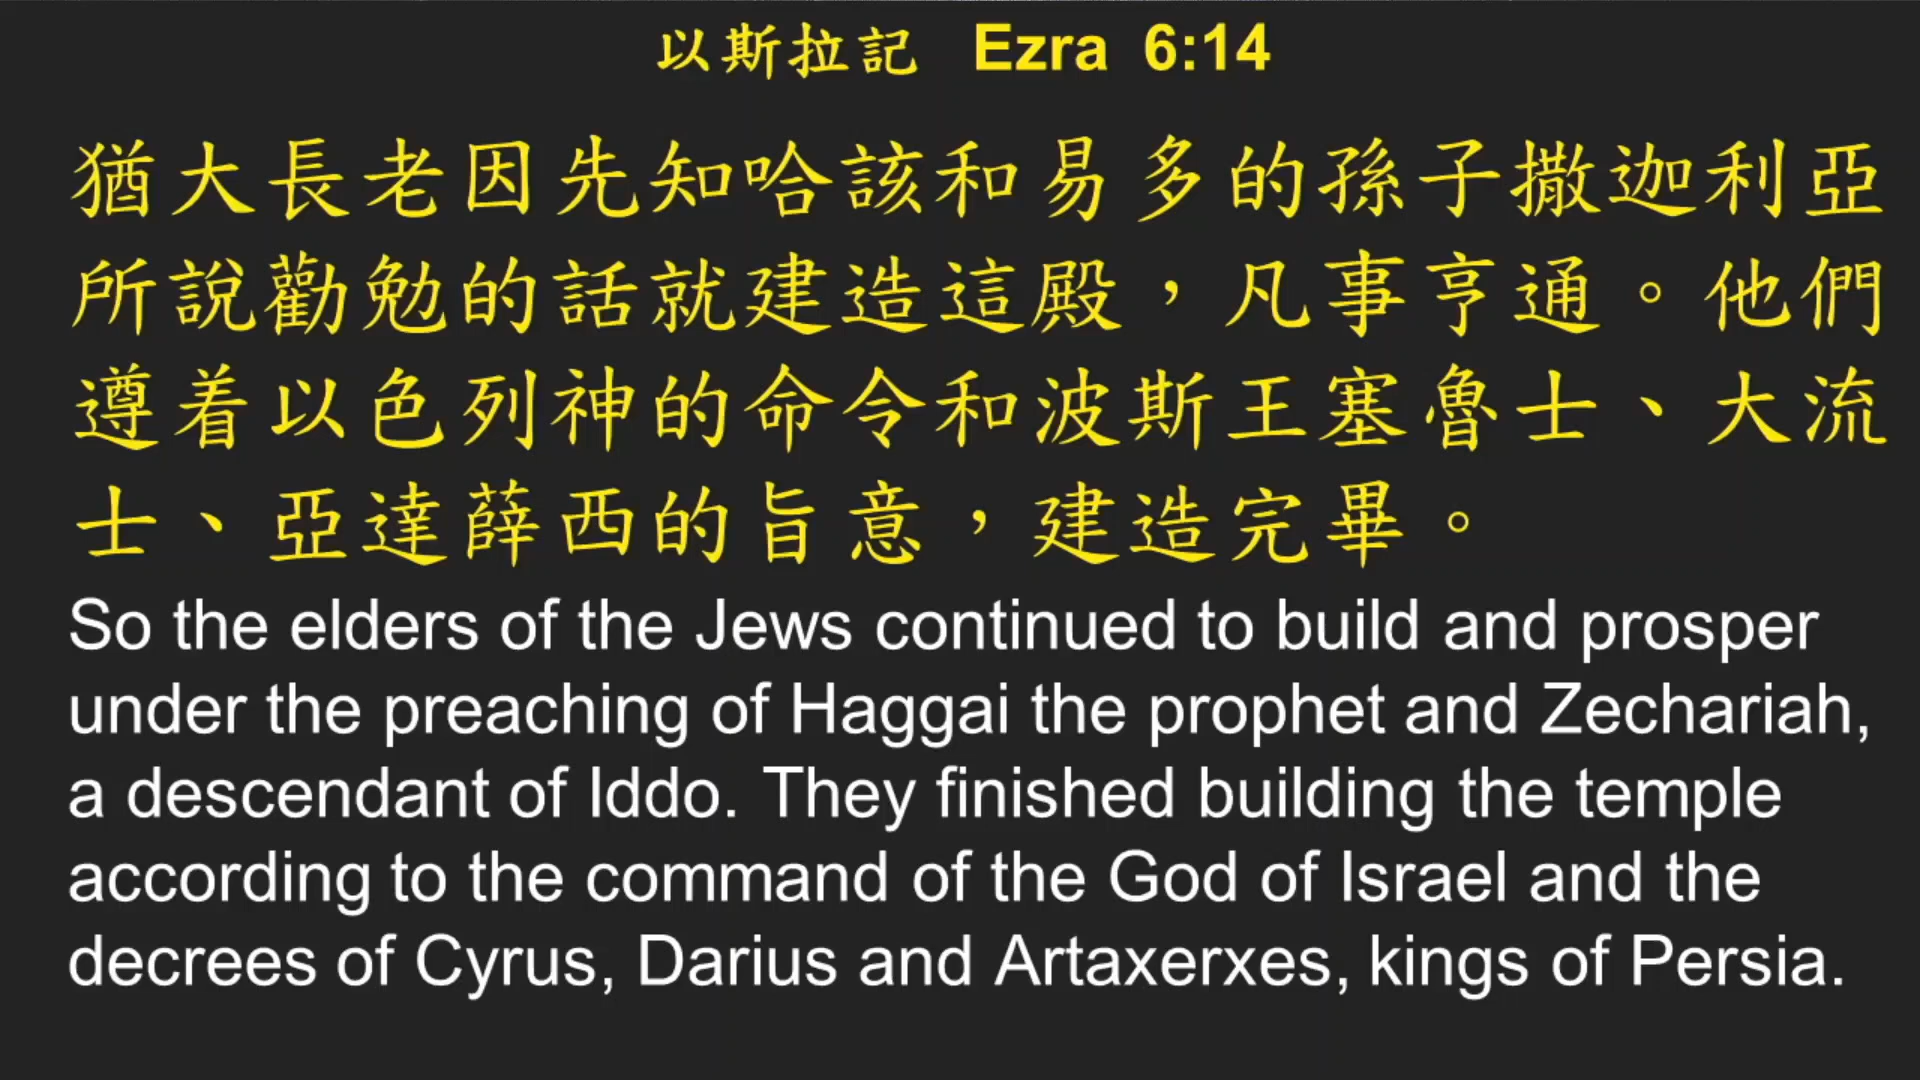 以斯拉記 Ezra 6:14
猶大長老因先知哈該和易多的孫子撒迦利亞
所說勸勉的話就建造這殿，凡事亨通。他們
遵着以色列神的命令和波斯王塞魯士、大流
士、亞達薛西的旨意，建造完畢。
So the elders of the Jews continued to build and prosper
under the preaching of Haggai the prophet and Zechariah,
a descendant of Iddo. They finished building the temple
according to the command of the God of Israel and the
decrees of Cyrus, Darius and Artaxerxes, kings of Persia.